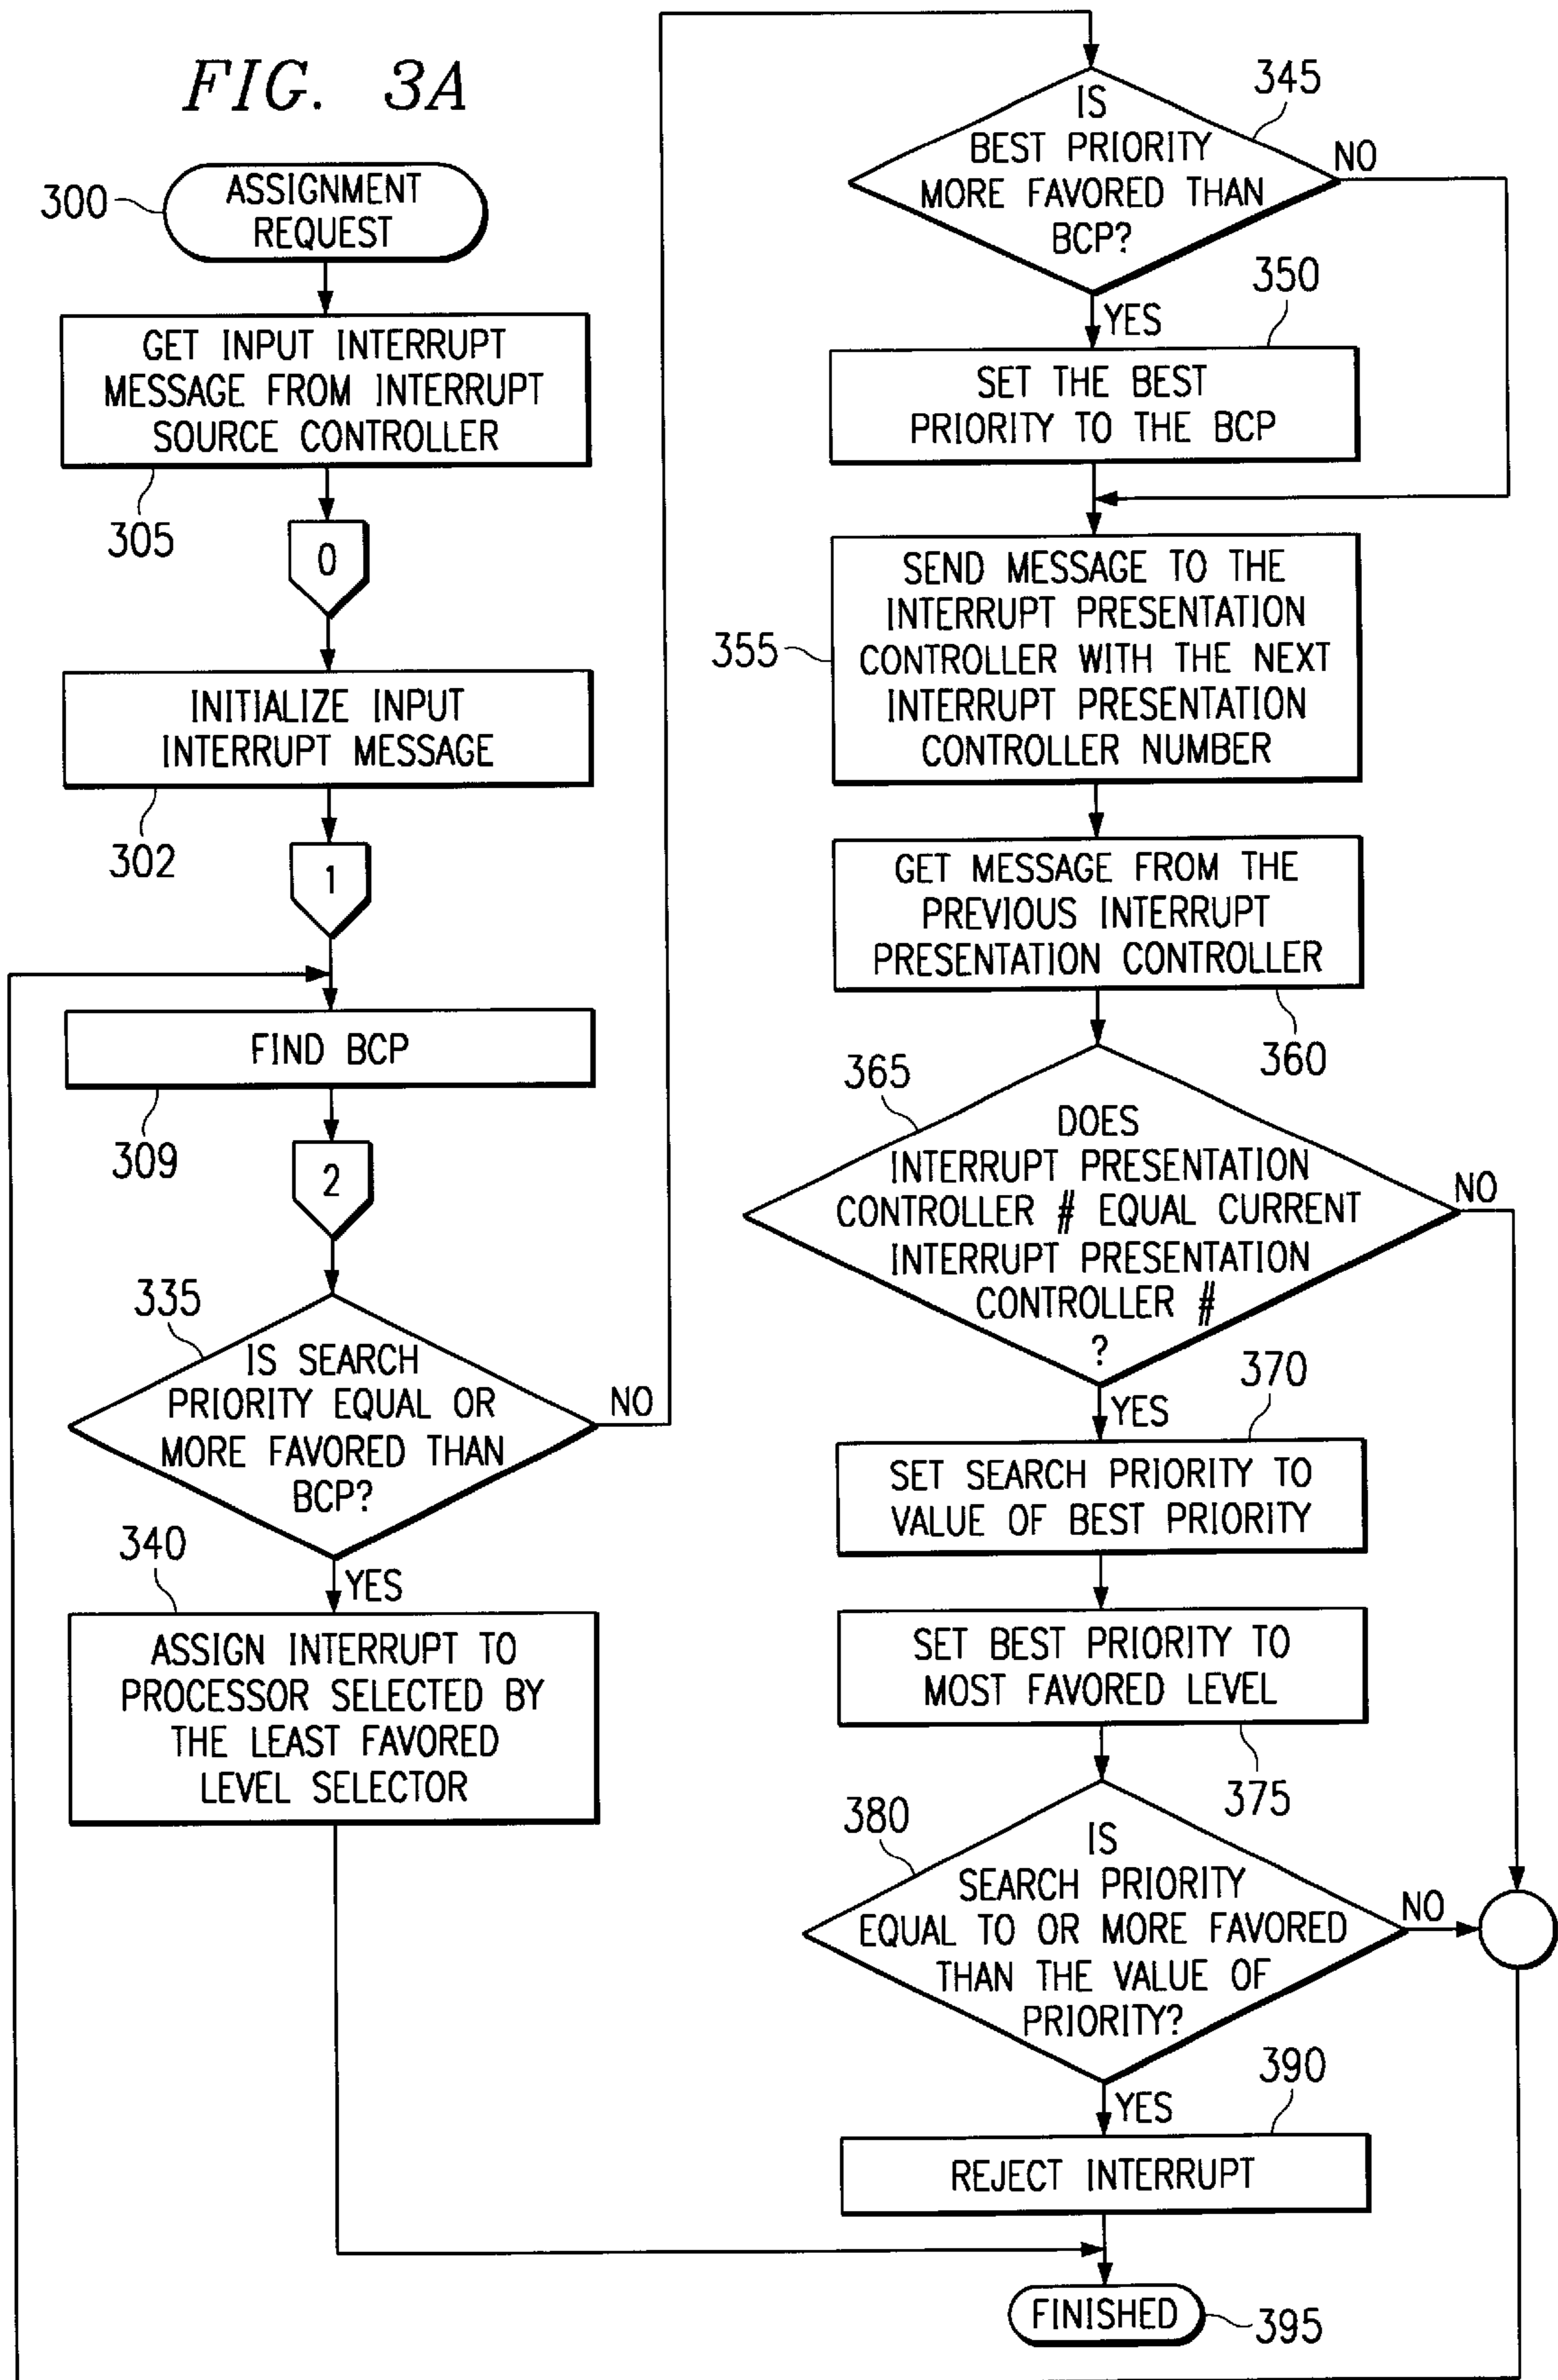 FIG. 3A
300
ASSIGNMENT
REQUEST
GET INPUT INTERRUPT
MESSAGE FROM INTERRUPT
SOURCE CONTROLLER
305
0
INITIALIZE INPUT
INTERRUPT MESSAGE
302
1
FIND BCP
309
2
335
IS SEARCH
PRIORITY EQUAL OR
MORE FAVORED THAN
BCP?
NO
YES
340
ASSIGN INTERRUPT TO
PROCESSOR SELECTED BY
THE LEAST FAVORED
LEVEL SELECTOR
345
IS
BEST PRIORITY
MORE FAVORED THAN
BCP?
NO
YES
350
SET THE BEST
PRIORITY TO THE BCP
355
SEND MESSAGE TO THE
INTERRUPT PRESENTATION
CONTROLLER WITH THE NEXT
INTERRUPT PRESENTATION
CONTROLLER NUMBER
GET MESSAGE FROM THE
PREVIOUS INTERRUPT
PRESENTATION CONTROLLER
360
365
DOES
INTERRUPT PRESENTATION
CONTROLLER # EQUAL CURRENT
INTERRUPT PRESENTATION
CONTROLLER #
?
NO
YES
370
SET SEARCH PRIORITY TO
VALUE OF BEST PRIORITY
SET BEST PRIORITY TO
MOST FAVORED LEVEL
375
380
IS
SEARCH PRIORITY
EQUAL TO OR MORE FAVORED
THAN THE VALUE OF
PRIORITY?
NO
YES
390
REJECT INTERRUPT
FINISHED
395